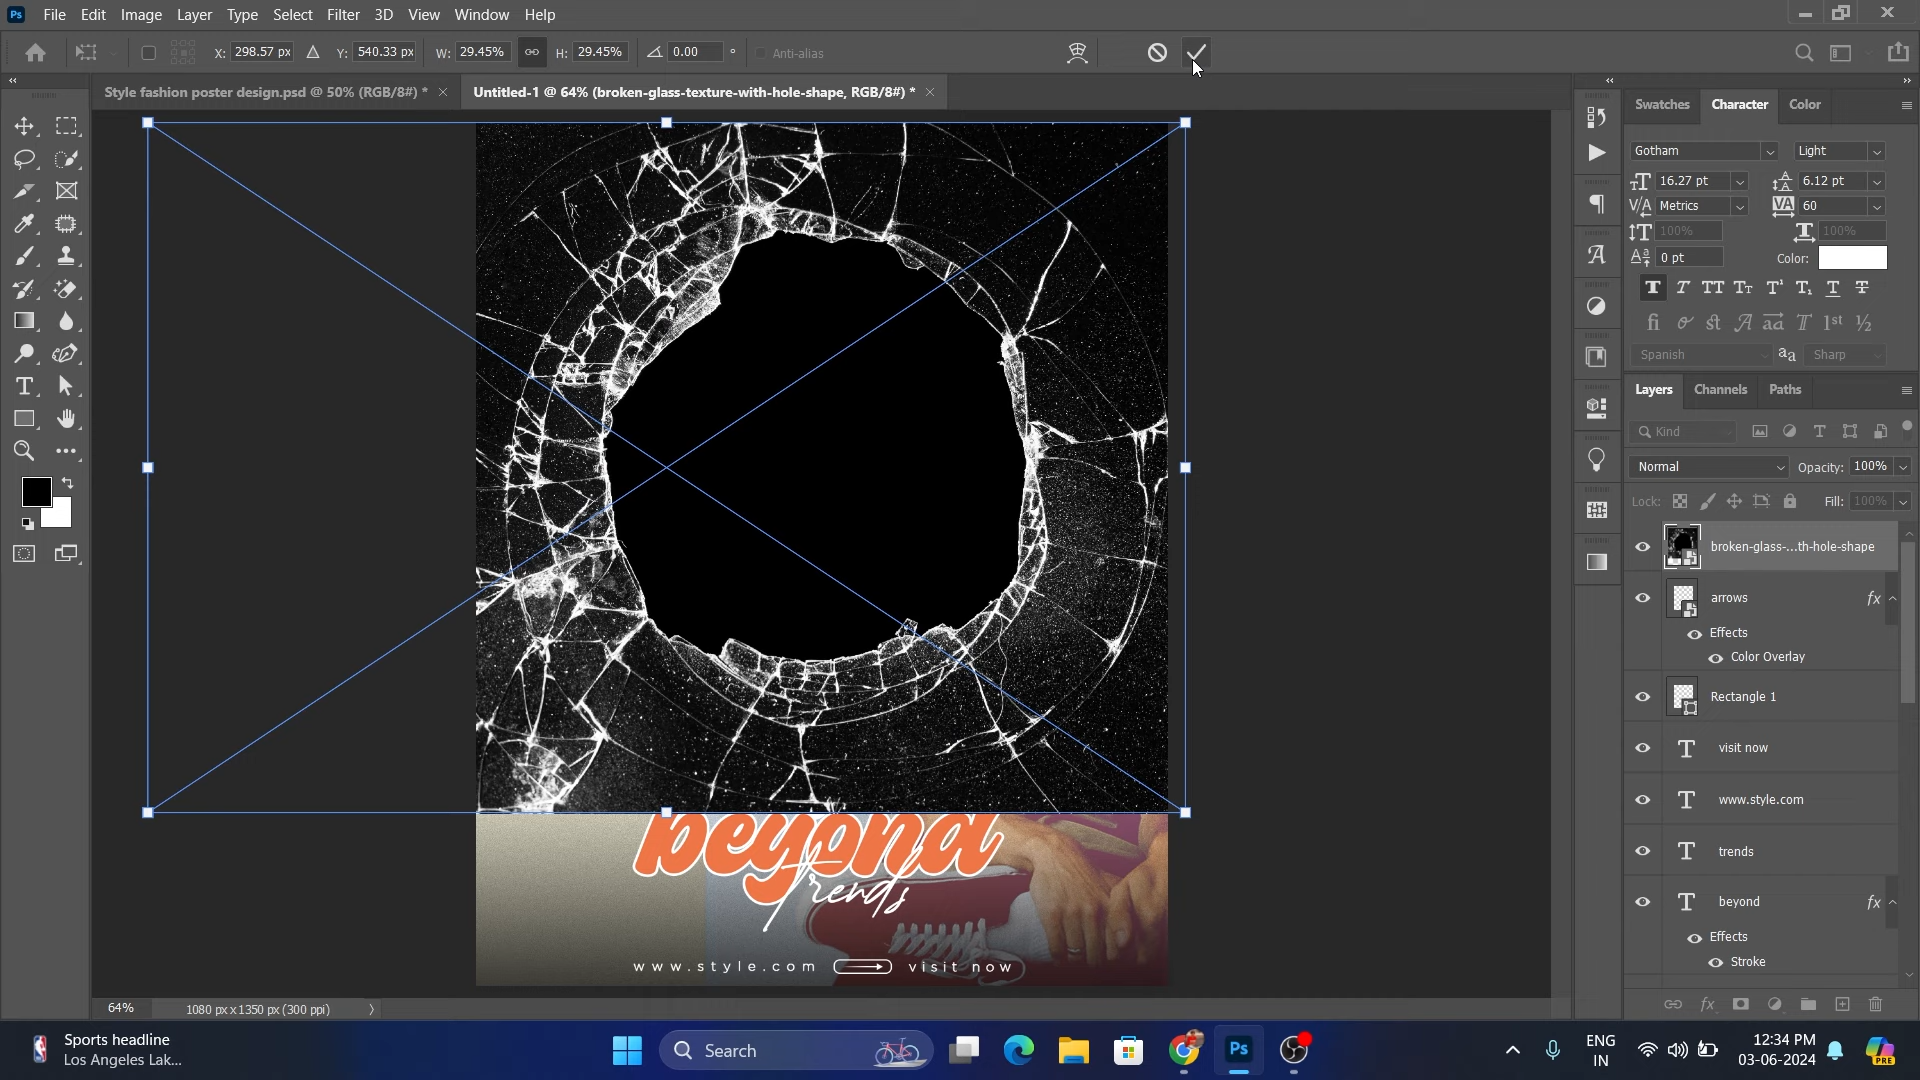 Ps File Edit Image Layer Type Select Filter 3D View Window Help
X: 298.57 px Y: 540.33 px W: 29.45% H: 29.45% 0.00 ° Anti-alias
Style fashion poster design.psd @ 50% (RGB/8#) * Untitled-1 @ 64% (broken-glass-texture-with-hole-shape, RGB/8#) *
Swatches Character Color
Gotham Light
16.27 pt 6.12 pt
Metrics 60
100% 100%
0 pt Color:
Spanish aa Sharp
Layers Channels Paths
Kind
Normal Opacity: 100%
Lock: Fill: 100%
broken-glass-...th-hole-shape
arrows fx
Effects
Color Overlay
Rectangle 1
visit now
www.style.com
trends
beyond fx
Effects
Stroke
beyond
trends
www.style.com visit now
64% 1080 px x 1350 px (300 ppi)
Sports headline
Los Angeles Lak...
Search
ENG
IN
12:34 PM
03-06-2024
PRE